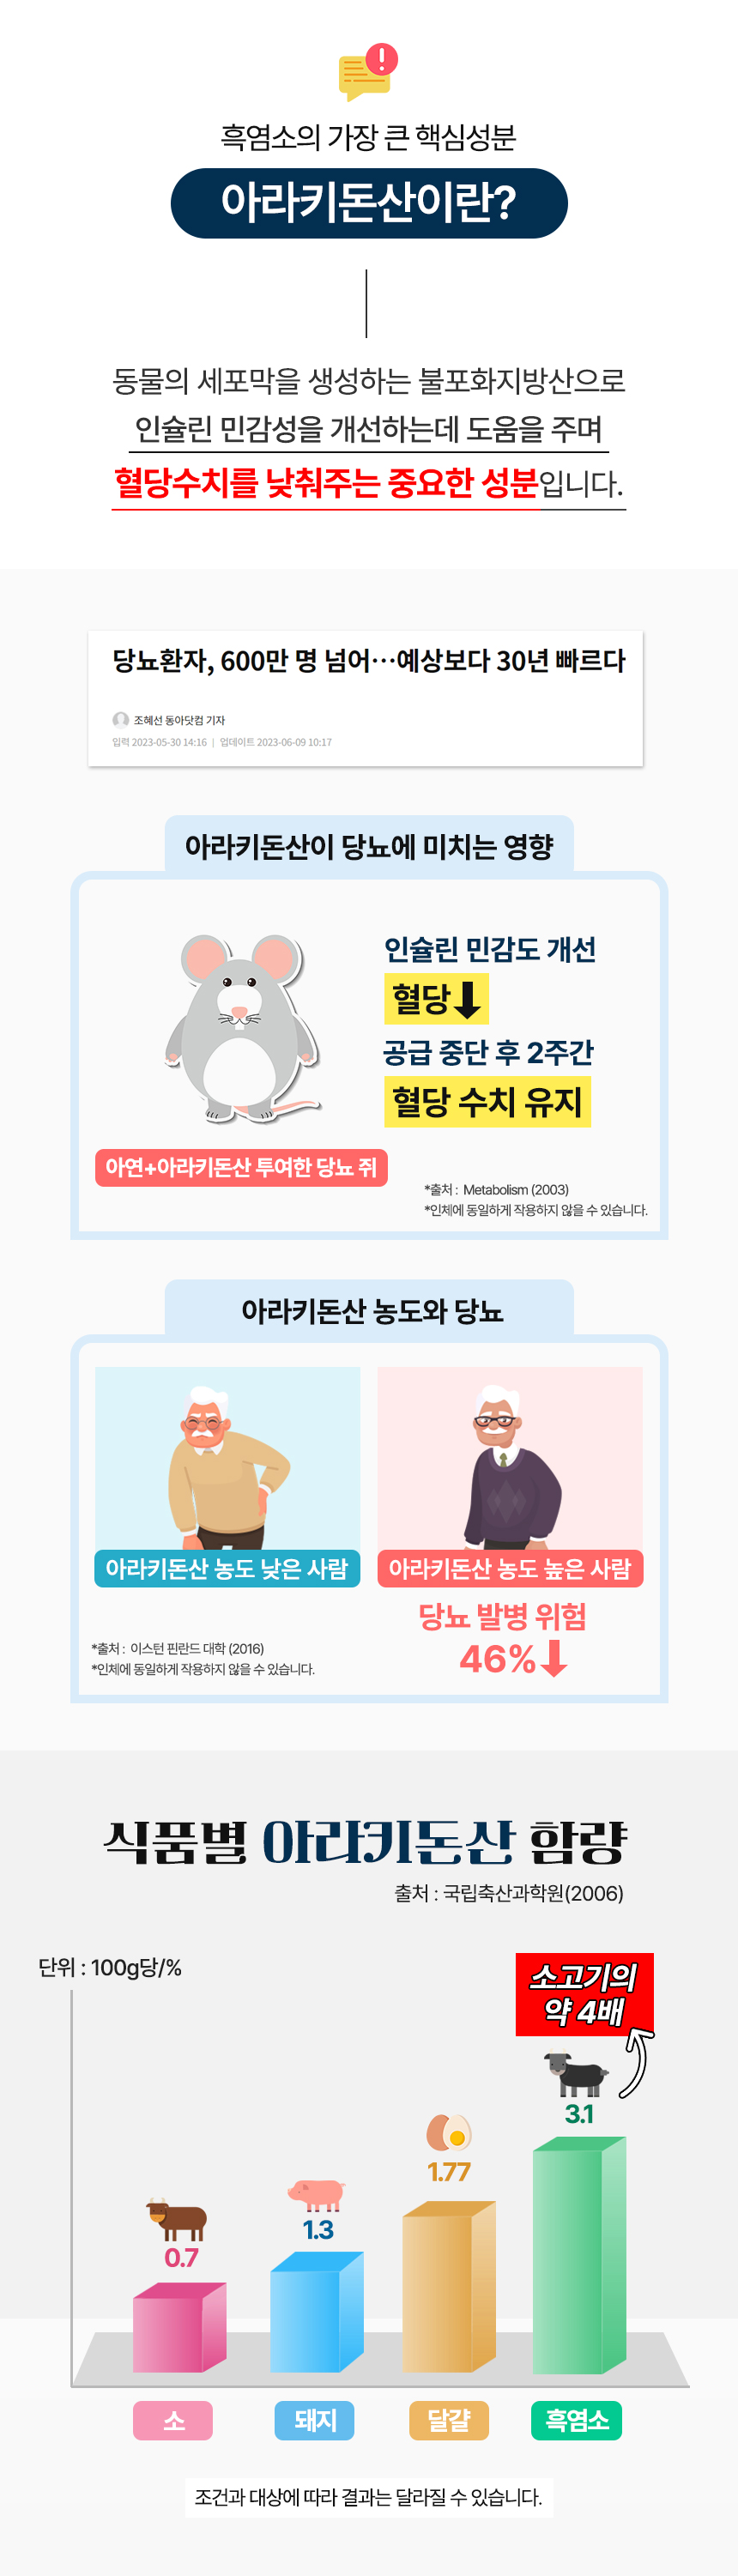 흑염소의 가장 큰 핵심성분
아라키돈산이란?
동물의 세포막을 생성하는 불포화지방산으로
인슐린 민감성을 개선하는데 도움을 주며
혈당수치를 낮춰주는 중요한 성분입니다.
당뇨환자, 600만 명 넘어…예상보다 30년 빠르다
조혜선 동아닷컴 기자
입력 2023-05-30 14:16 | 업데이트 2023-06-09 10:17
아라키돈산이 당뇨에 미치는 영향
인슐린 민감도 개선
혈당⬇
공급 중단 후 2주간
혈당 수치 유지
아연+아라키돈산 투여한 당뇨 쥐
*출처 : Metabolism (2003)
*인체에 동일하게 작용하지 않을 수 있습니다.
아라키돈산 농도와 당뇨
아라키돈산 농도 낮은 사람
아라키돈산 농도 높은 사람
당뇨 발병 위험
46%⬇
*출처 : 이스턴 핀란드 대학 (2016)
*인체에 동일하게 작용하지 않을 수 있습니다.
식품별 아라키돈산 함량
출처 : 국립축산과학원(2006)
단위 : 100g당/%
소고기의
약 4배
3.1
1.77
1.3
0.7
소
돼지
달걀
흑염소
조건과 대상에 따라 결과는 달라질 수 있습니다.